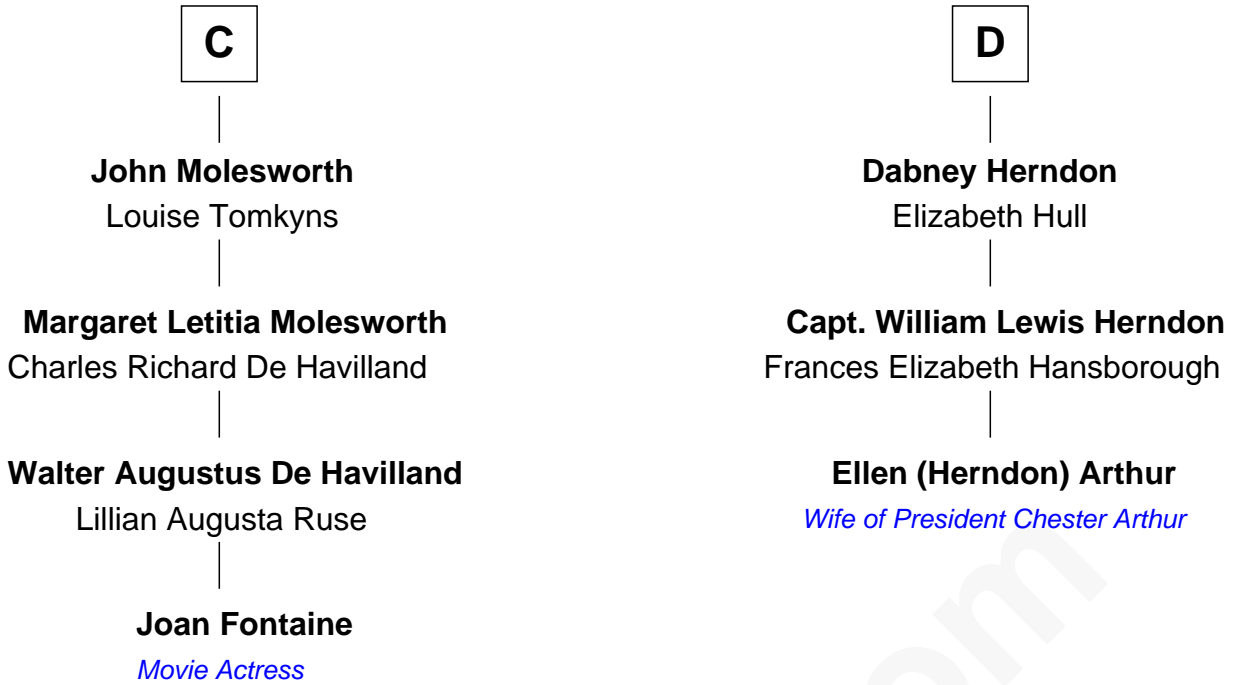 C
John Molesworth
Louise Tomkyns
Margaret Letitia Molesworth
Charles Richard De Havilland
Walter Augustus De Havilland
Lillian Augusta Ruse
Joan Fontaine
Movie Actress
D
Dabney Herndon
Elizabeth Hull
Capt. William Lewis Herndon
Frances Elizabeth Hansborough
Ellen (Herndon) Arthur
Wife of President Chester Arthur
om